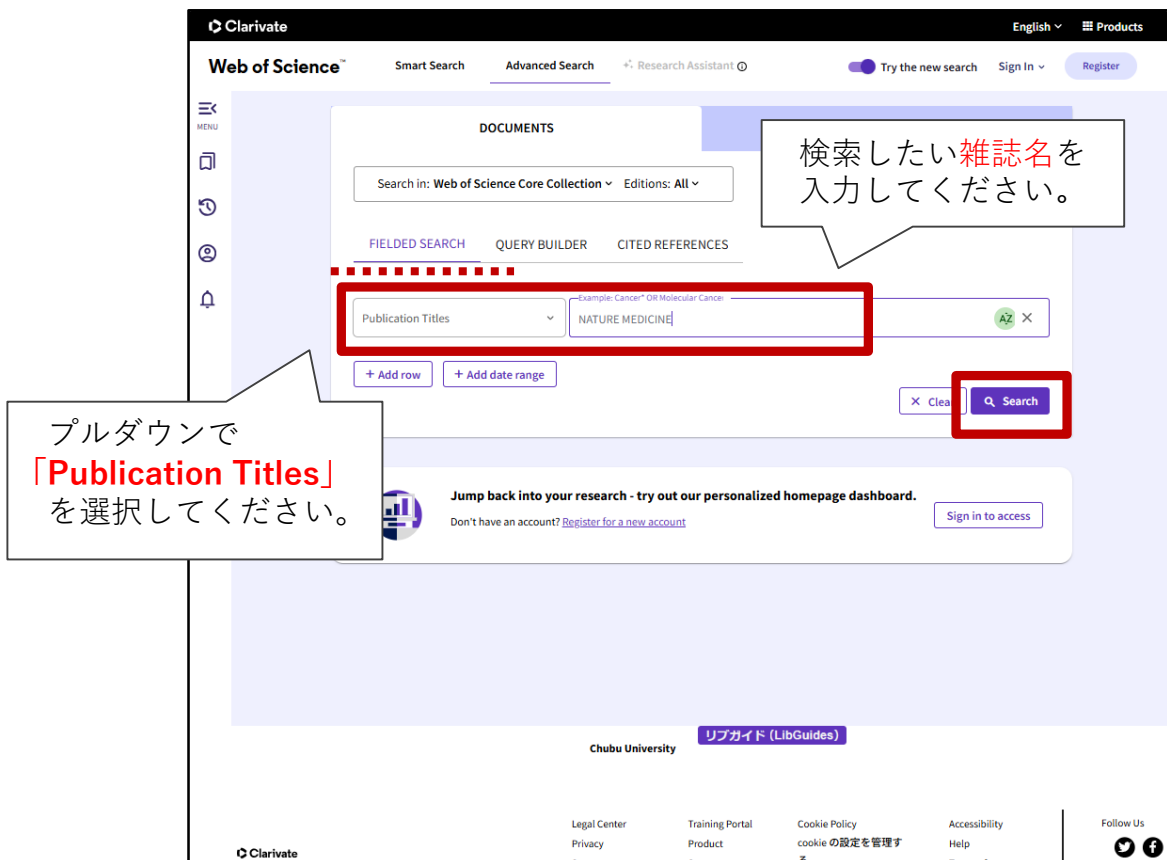 Clarivate
English
Products
Web of Science™
Smart Search
Advanced Search
Research Assistant
Try the new search
Sign In
Register
MENU
DOCUMENTS
検索したい雑誌名を
入力してください。
Search in: Web of Science Core Collection
Editions: All
FIELDED SEARCH
QUERY BUILDER
CITED REFERENCES
Example: Cancer* OR Molecular Cancer
Publication Titles
NATURE MEDICINE
AZ
+ Add row
+ Add date range
Search
プルダウンで
「Publication Titles」
を選択してください。
Jump back into your research - try out our personalized homepage dashboard.
Don't have an account? Register for a new account
Sign in to access
リブガイド (LibGuides)
Chubu University
Legal Center
Training Portal
Cookie Policy
Accessibility
Follow Us
Privacy
Product
cookie の設定を管理す
Help
Clarivate